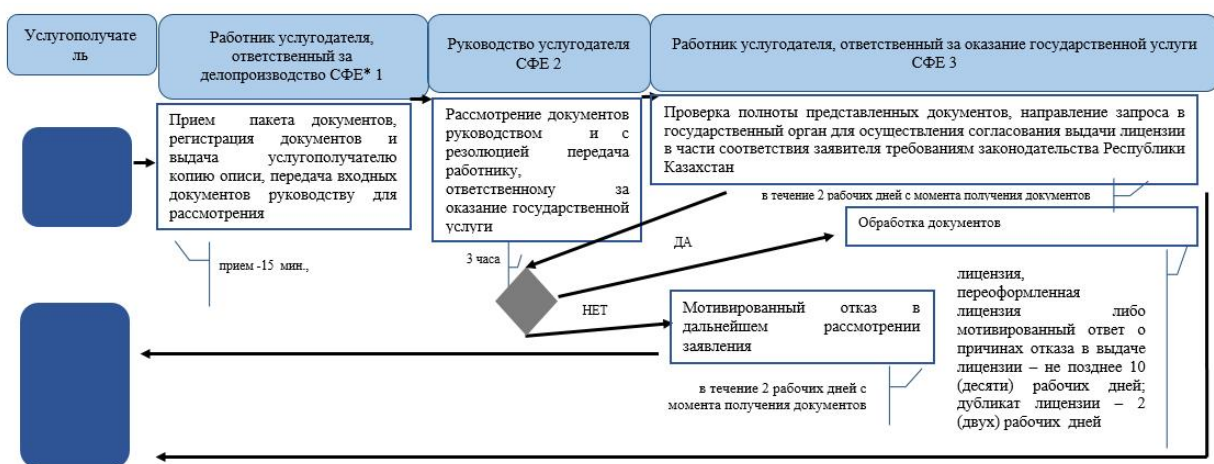 Услугополучате
ль
Работник услугодателя,
ответственный за
делопроизводство СФЕ* 1
Руководство услугодателя
СФЕ 2
Работник услугодателя, ответственный за оказание государственной услуги
СФЕ 3
Прием пакета документов,
регистрация документов и
выдача услугополучателю
копию описи, передача входных
документов руководству для
рассмотрения
Рассмотрение документов
руководством и с
резолюцией передача
работнику,
ответственному за
оказание государственной
услуги
Проверка полноты представленных документов, направление запроса в
государственный орган для осуществления согласования выдачи лицензии
в части соответствия заявителя требованиям законодательства Республики
Казахстан
в течение 2 рабочих дней с момента получения документов
Обработка документов
прием -15 мин.,
3 часа
ДА
НЕТ
Мотивированный отказ в
дальнейшем рассмотрении
заявления
в течение 2 рабочих дней с
момента получения документов
лицензия,
переоформленная
лицензия либо
мотивированный ответ о
причинах отказа в выдаче
лицензии – не позднее 10
(десяти) рабочих дней;
дубликат лицензии – 2
(двух) рабочих дней